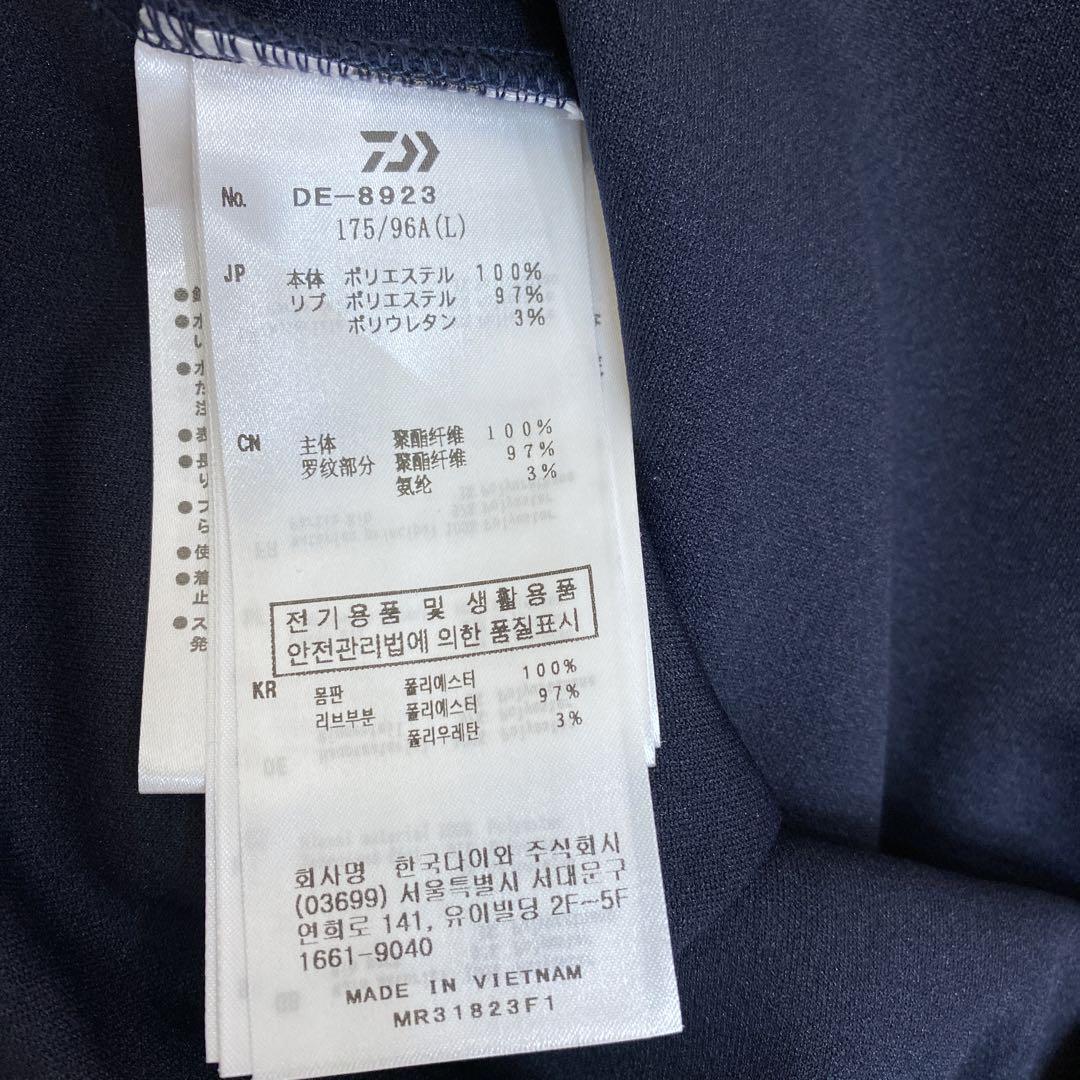 No. DE-8923
175/96A(L)
JP 本体 ポリエステル 100%
リブ ポリエステル 97%
ポリウレタン 3%
CN 主体 聚酯纤维 100%
罗纹部分 聚酯纤维 97%
氨纶 3%
전기용품 및 생활용품
안전관리법에 의한 품질표시
KR 몸판 폴리에스터 100%
리브부분 폴리에스터 97%
폴리우레탄 3%
회사명 한국다이와 주식회사
(03699) 서울특별시 서대문구
연희로 141, 유이빌딩 2F-5F
1661-9040
MADE IN VIETNAM
MR31823F1